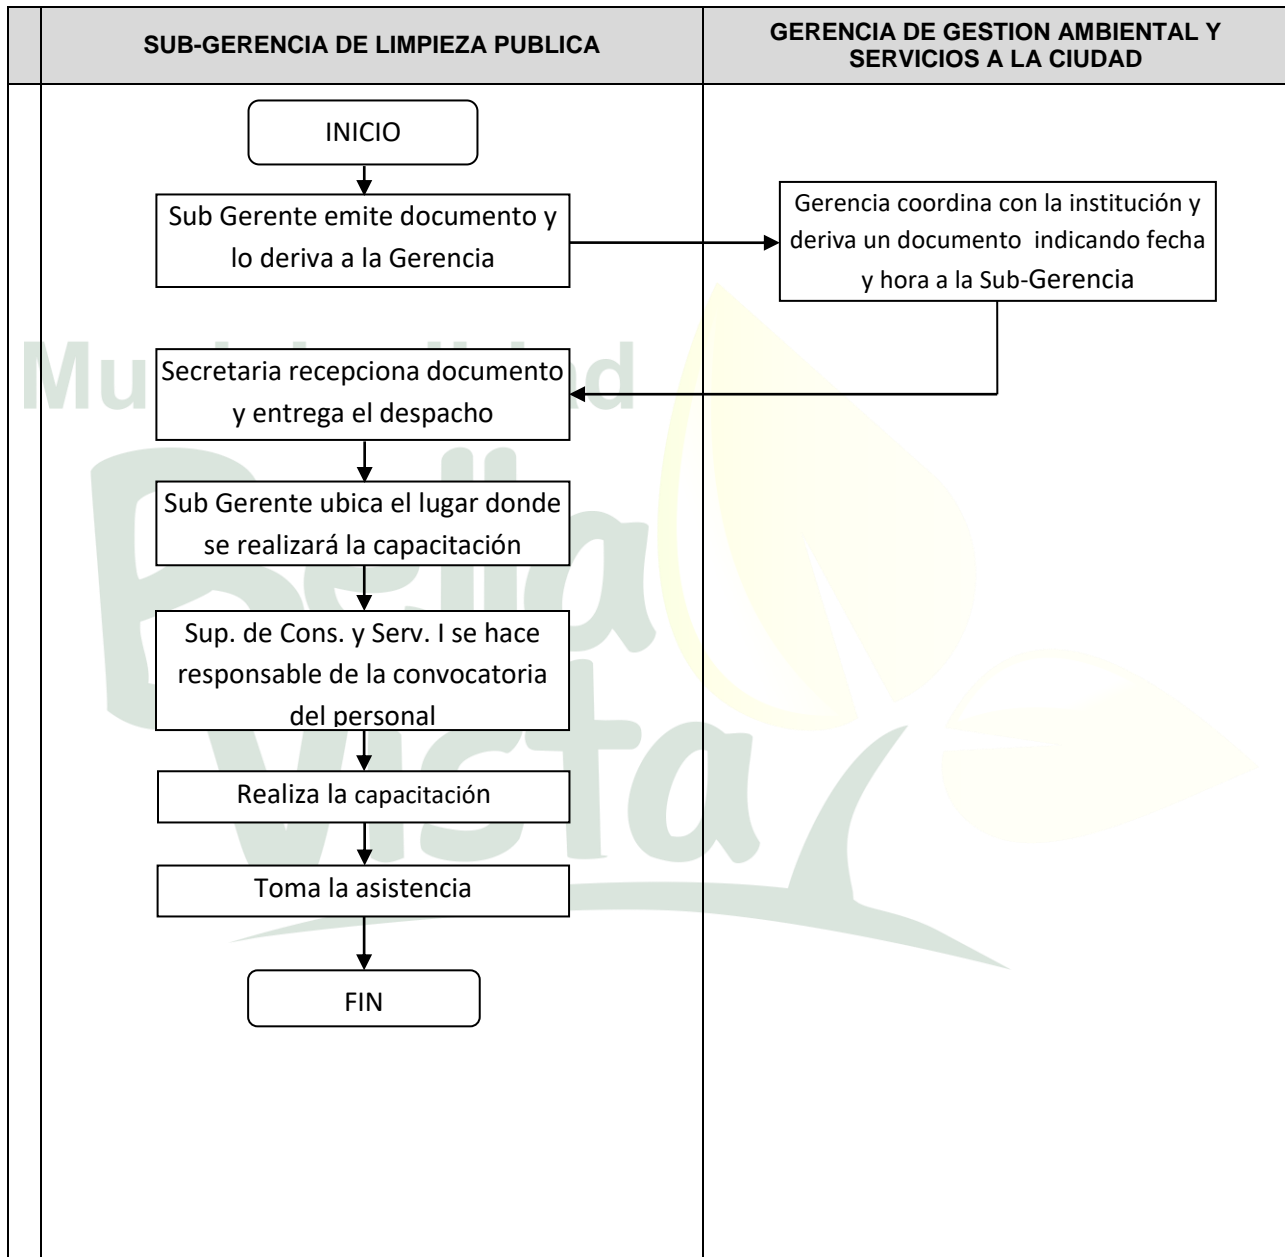 SUB-GERENCIA DE LIMPIEZA PUBLICA
GERENCIA DE GESTION AMBIENTAL Y
SERVICIOS A LA CIUDAD
INICIO
Sub Gerente emite documento y
lo deriva a la Gerencia
Gerencia coordina con la institución y
deriva un documento indicando fecha
y hora a la Sub-Gerencia
Secretaria recepciona documento
y entrega el despacho
Sub Gerente ubica el lugar donde
se realizará la capacitación
Sup. de Cons. y Serv. I se hace
responsable de la convocatoria
del personal
Realiza la capacitación
Toma la asistencia
FIN
Bella
Vista